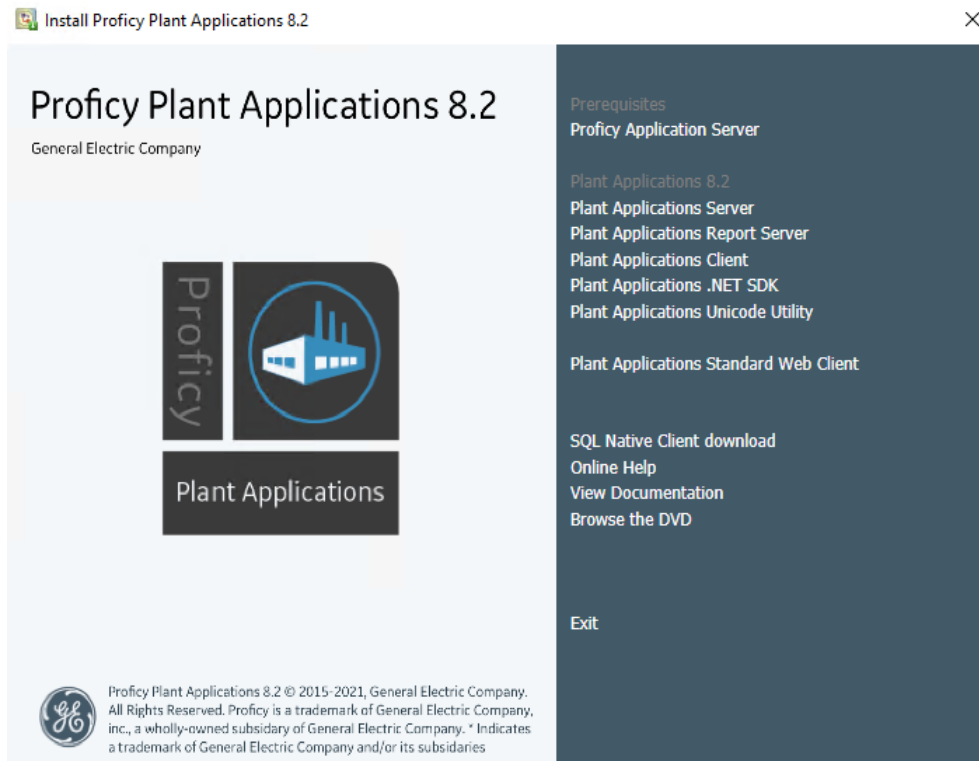 Install Proficy Plant Applications 8.2
Proficy Plant Applications 8.2
General Electric Company
Proficy
Plant Applications
Proficy Plant Applications 8.2 © 2015-2021, General Electric Company.
All Rights Reserved. Proficy is a trademark of General Electric Company,
inc., a wholly-owned subsidary of General Electric Company. * Indicates
a trademark of General Electric Company and/or its subsidaries
Prerequisites
Proficy Application Server
Plant Applications 8.2
Plant Applications Server
Plant Applications Report Server
Plant Applications Client
Plant Applications .NET SDK
Plant Applications Unicode Utility
Plant Applications Standard Web Client
SQL Native Client download
Online Help
View Documentation
Browse the DVD
Exit